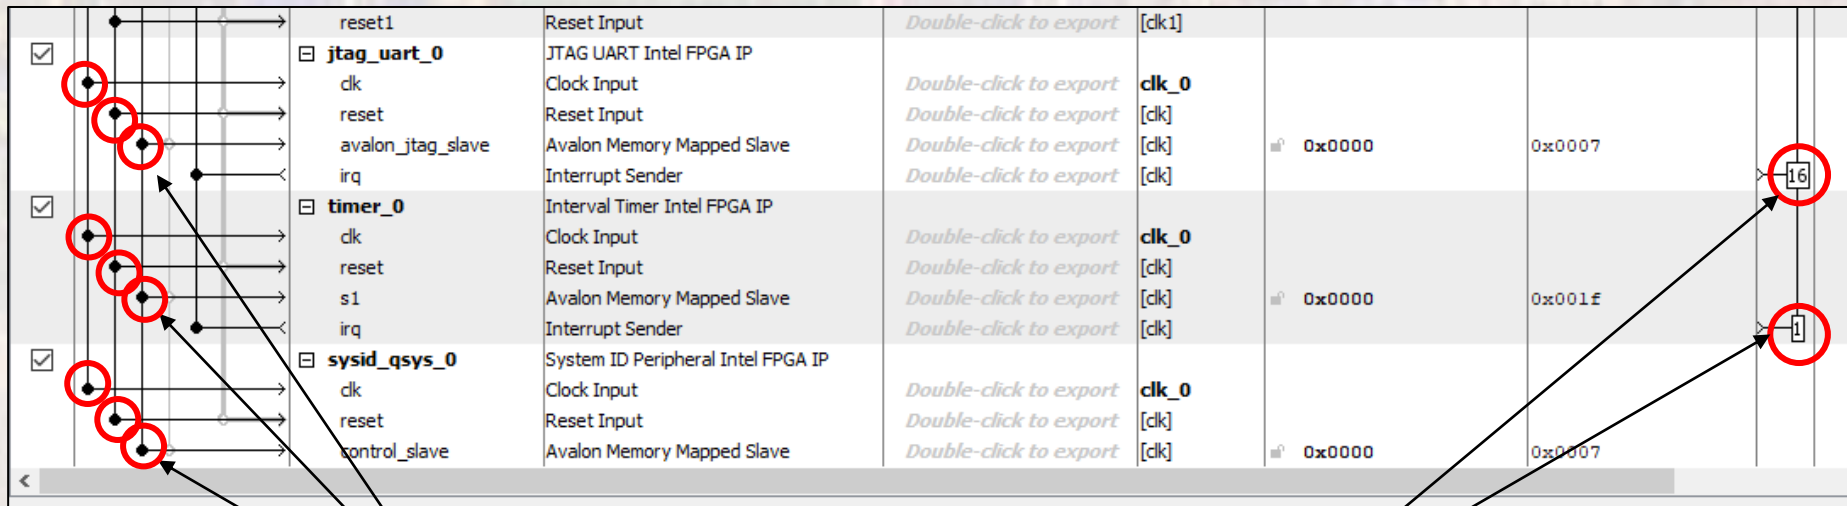 reset1 Reset Input Double-click to export [clk1]
jtag_uart_0 JTAG UART Intel FPGA IP
clk Clock Input Double-click to export clk_0
reset Reset Input Double-click to export [clk]
avalon_jtag_slave Avalon Memory Mapped Slave Double-click to export [clk] 0x0000 0x0007
irq Interrupt Sender Double-click to export [clk] 16
timer_0 Interval Timer Intel FPGA IP
clk Clock Input Double-click to export clk_0
reset Reset Input Double-click to export [clk]
s1 Avalon Memory Mapped Slave Double-click to export [clk] 0x0000 0x001f
irq Interrupt Sender Double-click to export [clk] 1
sysid_qsys_0 System ID Peripheral Intel FPGA IP
clk Clock Input Double-click to export clk_0
reset Reset Input Double-click to export [clk]
control_slave Avalon Memory Mapped Slave Double-click to export [clk] 0x0000 0x0007